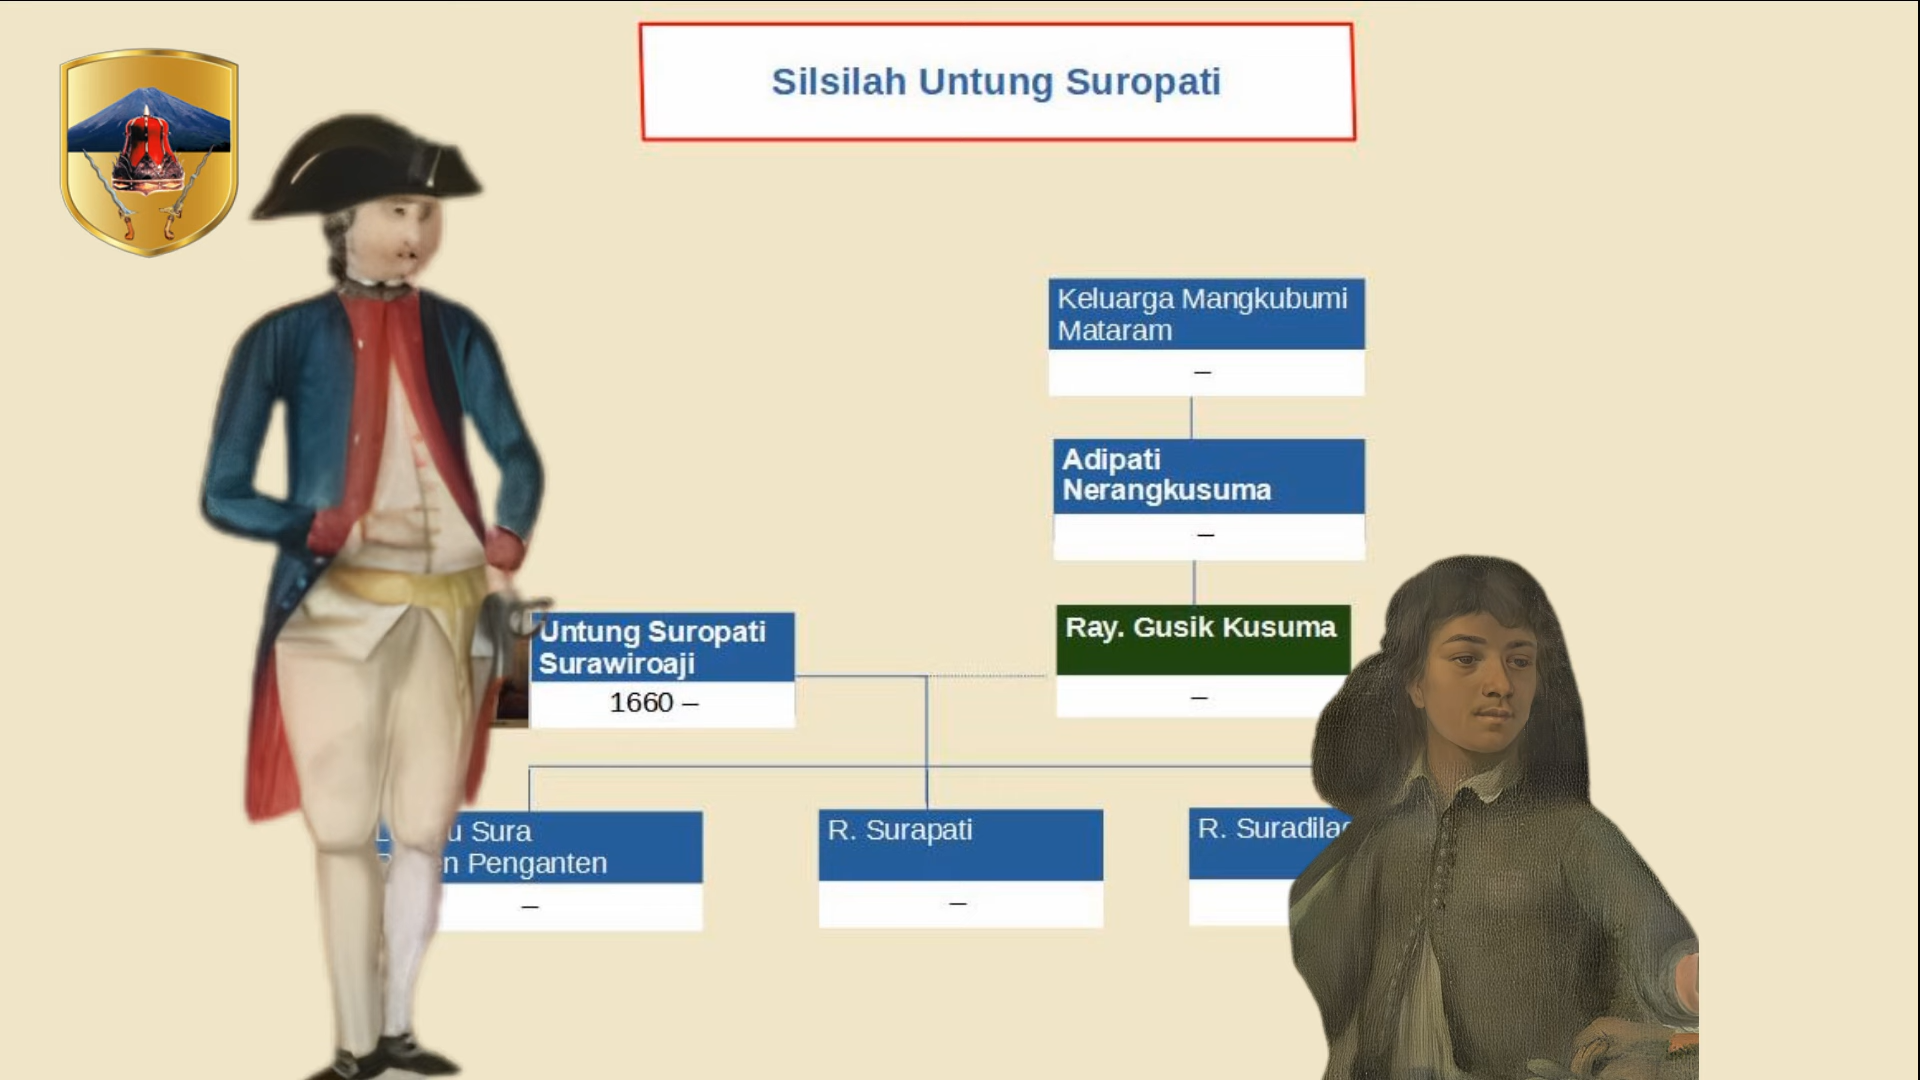 Silsilah Untung Suropati
Keluarga Mangkubumi
Mataram
–
Adipati
Nerangkusuma
–
Untung Suropati
Surawiroaji
1660 –
Ray. Gusik Kusuma
–
Sura
Penganten
–
R. Surapati
–
R.